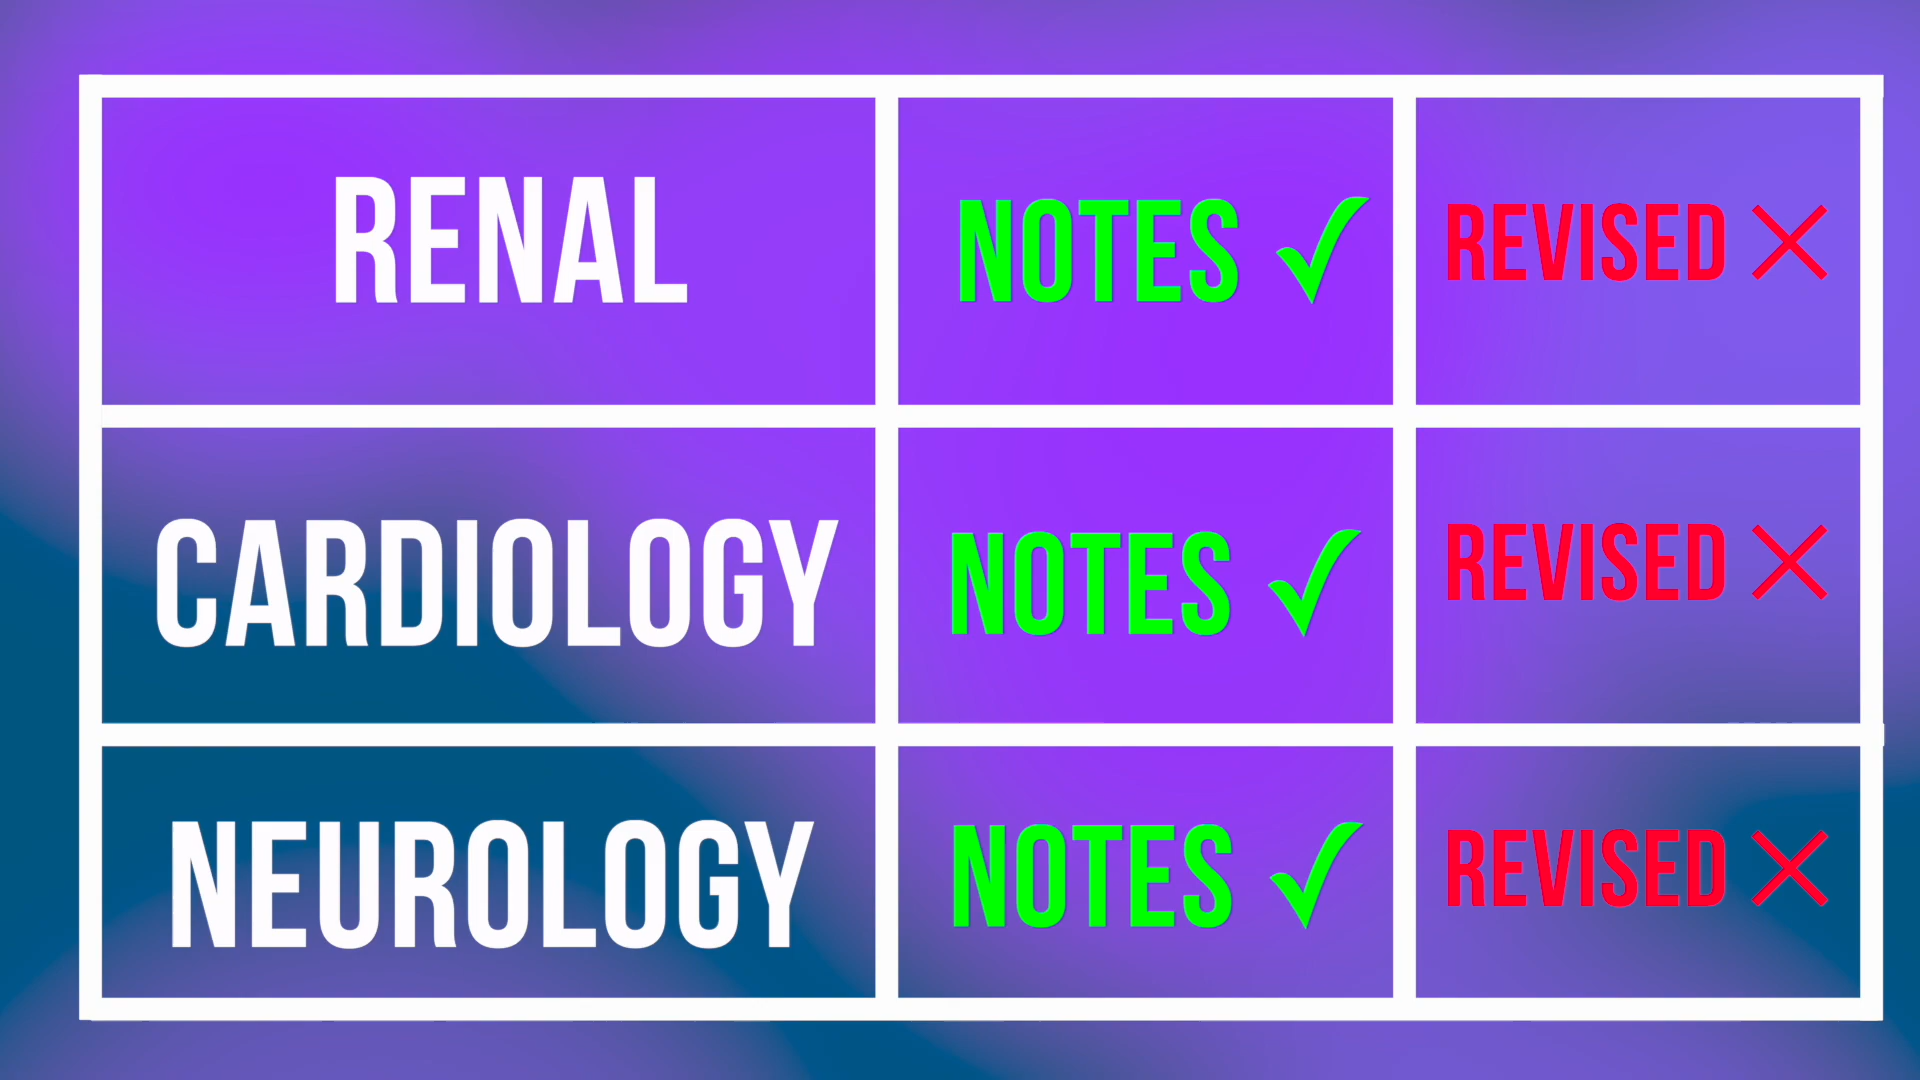 RENAL NOTES ✓ REVISED ✕
CARDIOLOGY NOTES ✓ REVISED ✕
NEUROLOGY NOTES ✓ REVISED ✕